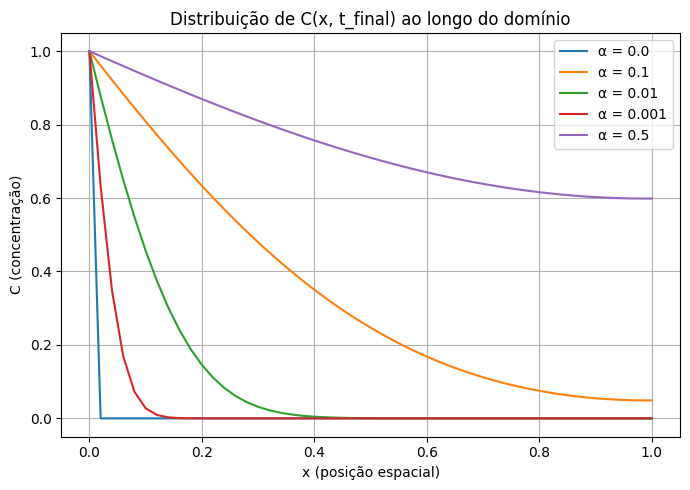 Distribuição de C(x, t_final) ao longo do domínio
C (concentração)
1.0
0.8
0.6
0.4
0.2
0.0
α = 0.0
α = 0.1
α = 0.01
α = 0.001
α = 0.5
0.0 0.2 0.4 0.6 0.8 1.0
x (posição espacial)